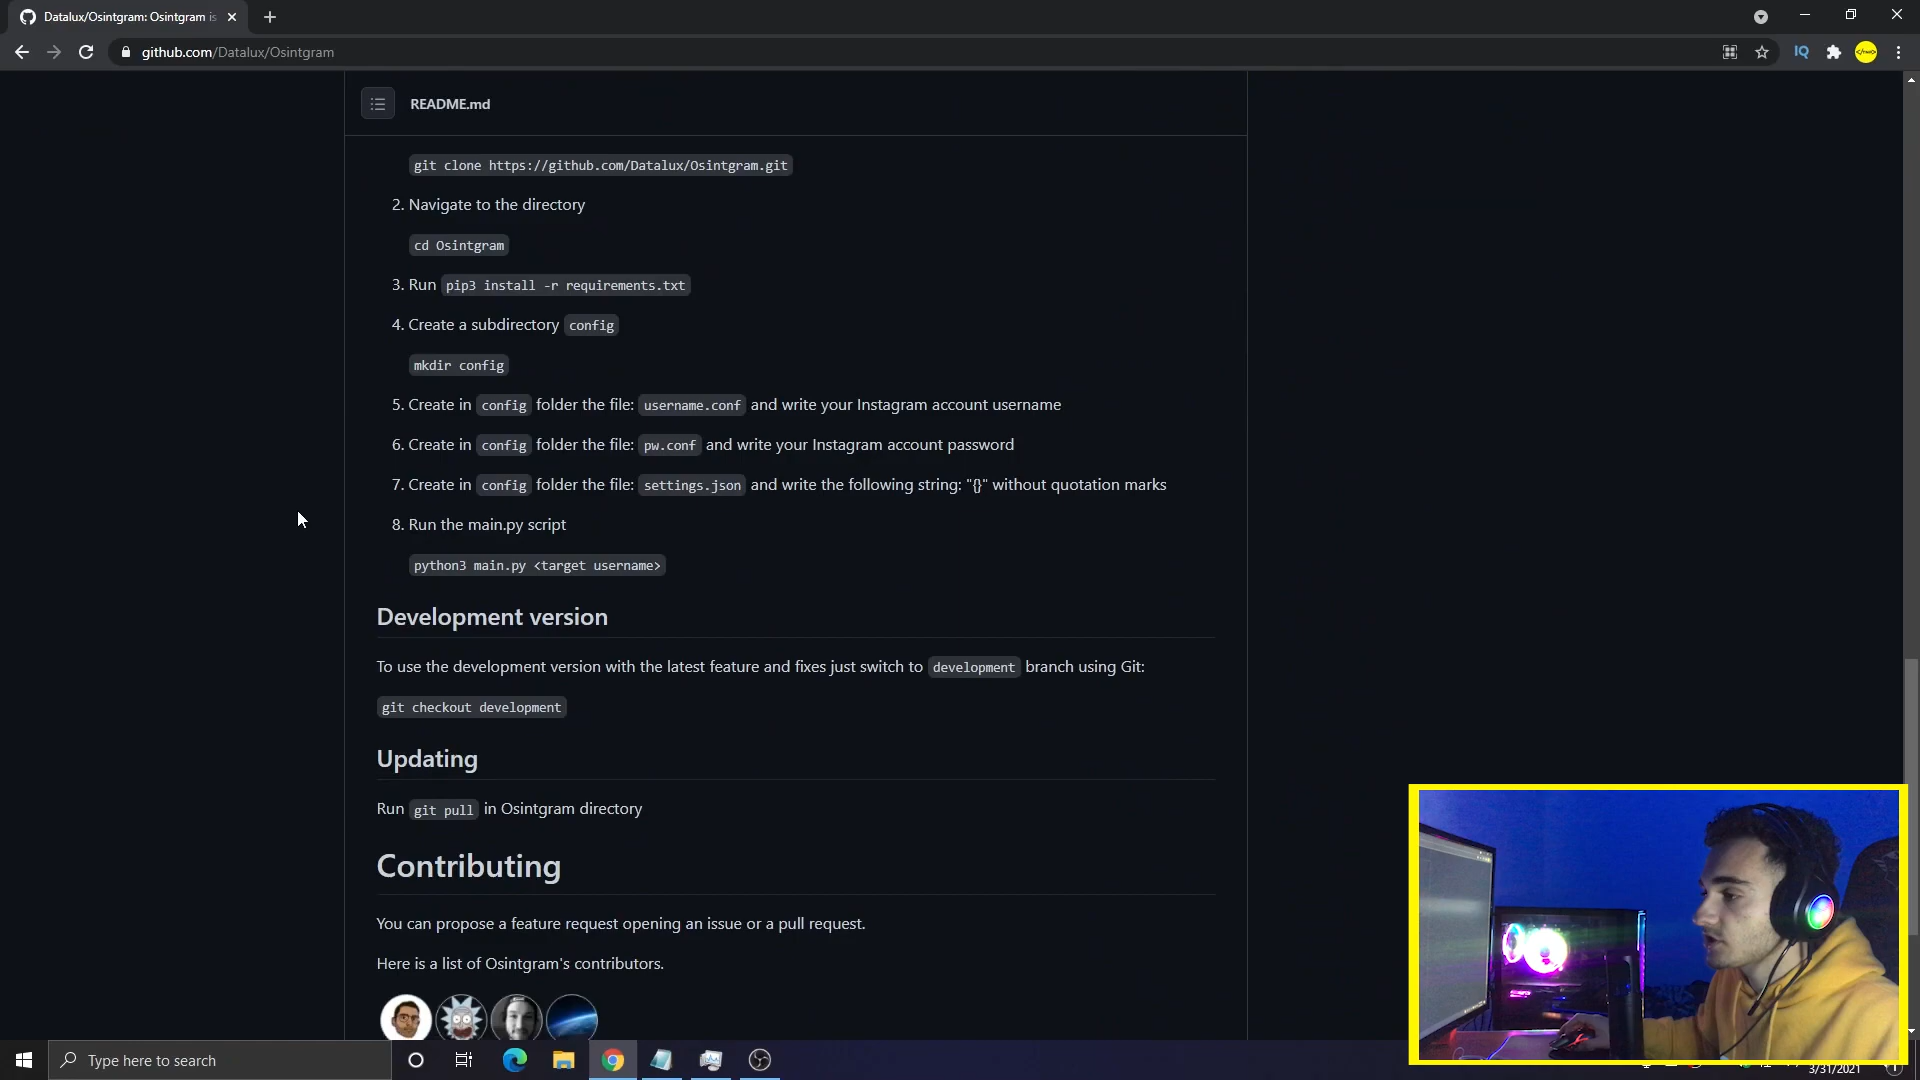 Datalux/Osintgram: Osintgram is
github.com/Datalux/Osintgram
IQ
README.md
git clone https://github.com/Datalux/Osintgram.git
2. Navigate to the directory
cd Osintgram
3. Run pip3 install -r requirements.txt
4. Create a subdirectory config
mkdir config
5. Create in config folder the file: username.conf and write your Instagram account username
6. Create in config folder the file: pw.conf and write your Instagram account password
7. Create in config folder the file: settings.json and write the following string: "{}" without quotation marks
8. Run the main.py script
python3 main.py <target username>
Development version
To use the development version with the latest feature and fixes just switch to development branch using Git:
git checkout development
Updating
Run git pull in Osintgram directory
Contributing
You can propose a feature request opening an issue or a pull request.
Here is a list of Osintgram's contributors.
Type here to search
3/31/2021